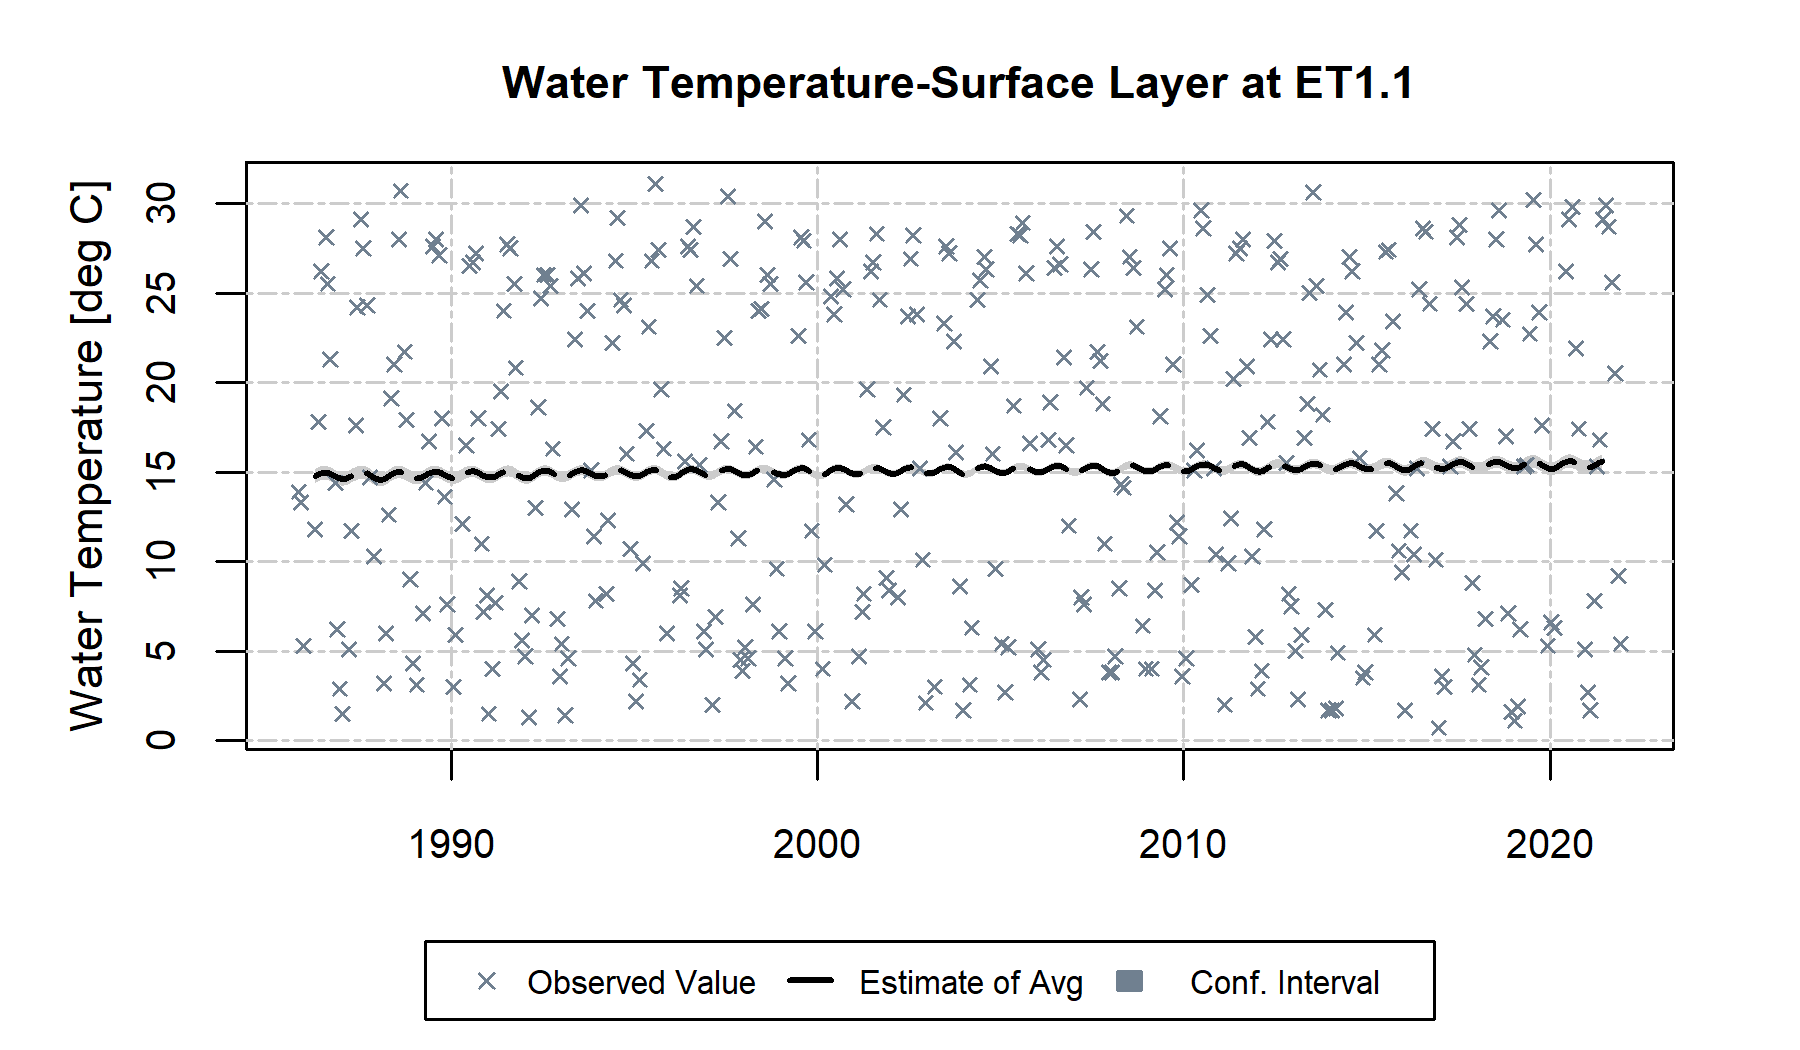 Water Temperature-Surface Layer at ET1.1
Water Temperature [deg C]
30
25
20
15
10
5
0
1990 2000 2010 2020
Observed Value Estimate of Avg Conf. Interval